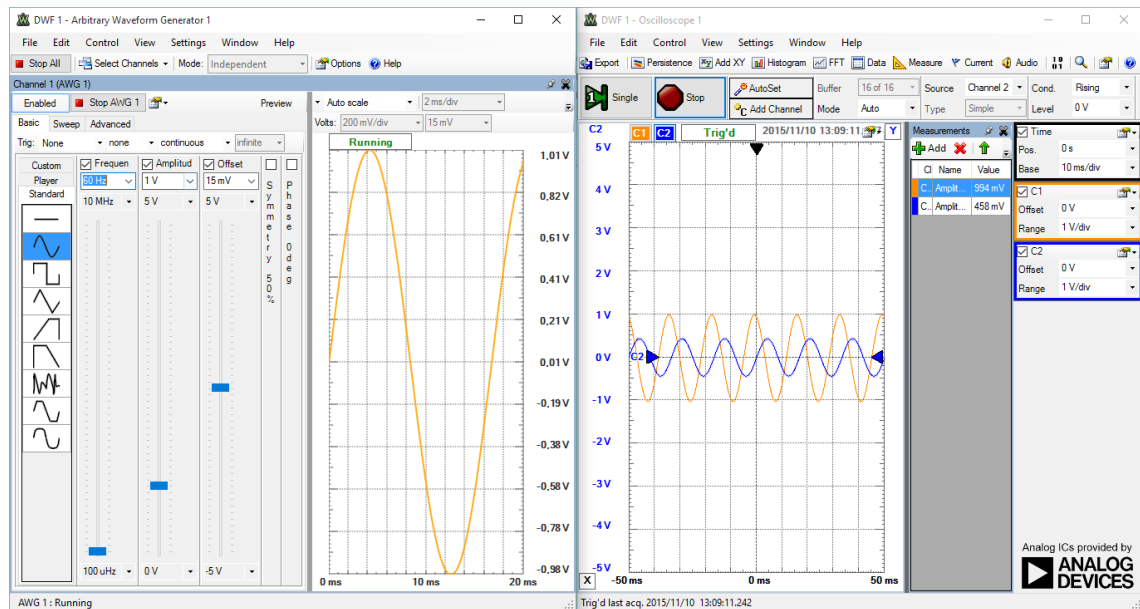 DWF 1 - Arbitrary Waveform Generator 1
File Edit Control View Settings Window Help
Stop All Select Channels Mode: Independent Options Help
Channel 1 (AWG 1)
Enabled Stop AWG 1 Preview
Basic Sweep Advanced
Trig: None none continuous infinite
Custom
Player
Standard
Frequen Amplitud Offset
60 Hz 1 V 15 mV
10 MHz 5 V 5 V
Symmetry 50%
Phase 0 deg
100 uHz 0 V -5 V
Auto scale 2 ms/div
Volts: 200 mV/div 15 mV
Running
1,01 V
0,82 V
0,61 V
0,41 V
0,21 V
0,01 V
-0,19 V
-0,38 V
-0,58 V
-0,78 V
-0,98 V
0 ms 10 ms 20 ms
AWG 1 : Running
DWF 1 - Oscilloscope 1
File Edit Control View Settings Window Help
Export Persistence Add XY Histogram FFT Data Measure Current Audio
Single Stop AutoSet Buffer 16 of 16 Source Channel 2 Cond. Rising
Add Channel Mode Auto Type Simple Level 0 V
C2 C1 C2 Trig'd 2015/11/10 13:09:11 Y
5 V
4 V
3 V
2 V
1 V
0 V
-1 V
-2 V
-3 V
-4 V
-5 V
C2
X -50 ms 0 ms 50 ms
Measurements
Add
Cl Name Value
C.. Amplit... 994 mV
C.. Amplit... 458 mV
Time
Pos. 0 s
Base 10 ms/div
C1
Offset 0 V
Range 1 V/div
C2
Offset 0 V
Range 1 V/div
Analog ICs provided by
ANALOG
DEVICES
Trig'd last acq. 2015/11/10 13:09:11.242